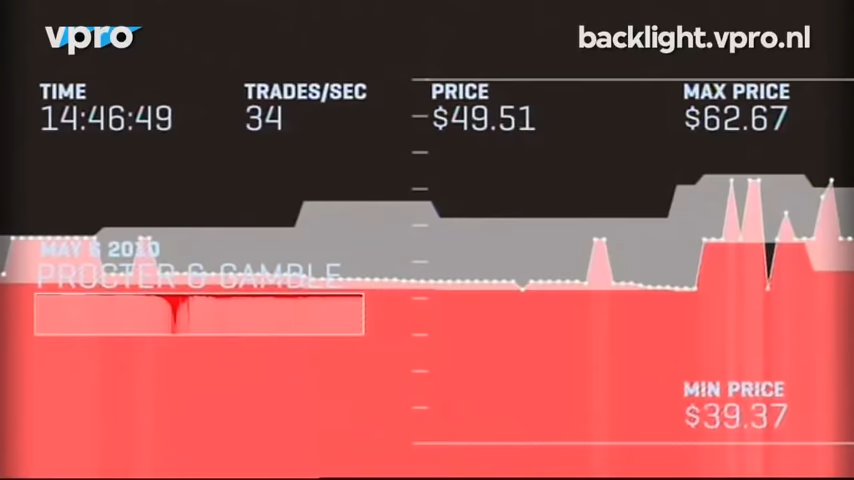 vpro
backlight.vpro.nl
TIME
TRADES/SEC
PRICE
MAX PRICE
14:46:49
34
$49.51
$62.67
MAY 6 2010
PROCTER & GAMBLE
MIN PRICE
$39.37